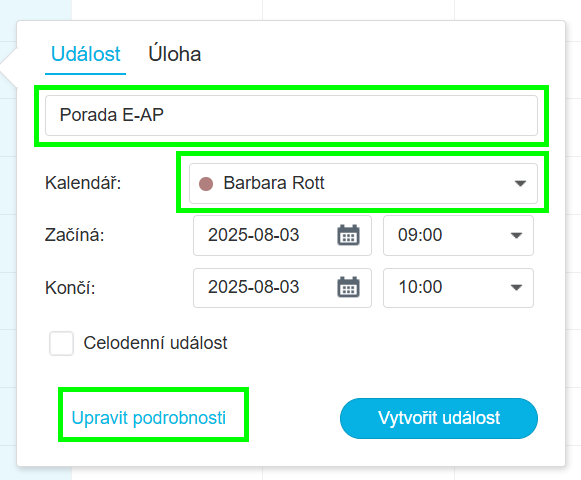 Událost Úloha
Porada E-AP
Kalendář: Barbara Rott
Začíná: 2025-08-03 09:00
Končí: 2025-08-03 10:00
Celodenní událost
Upravit podrobnosti Vytvořit událost